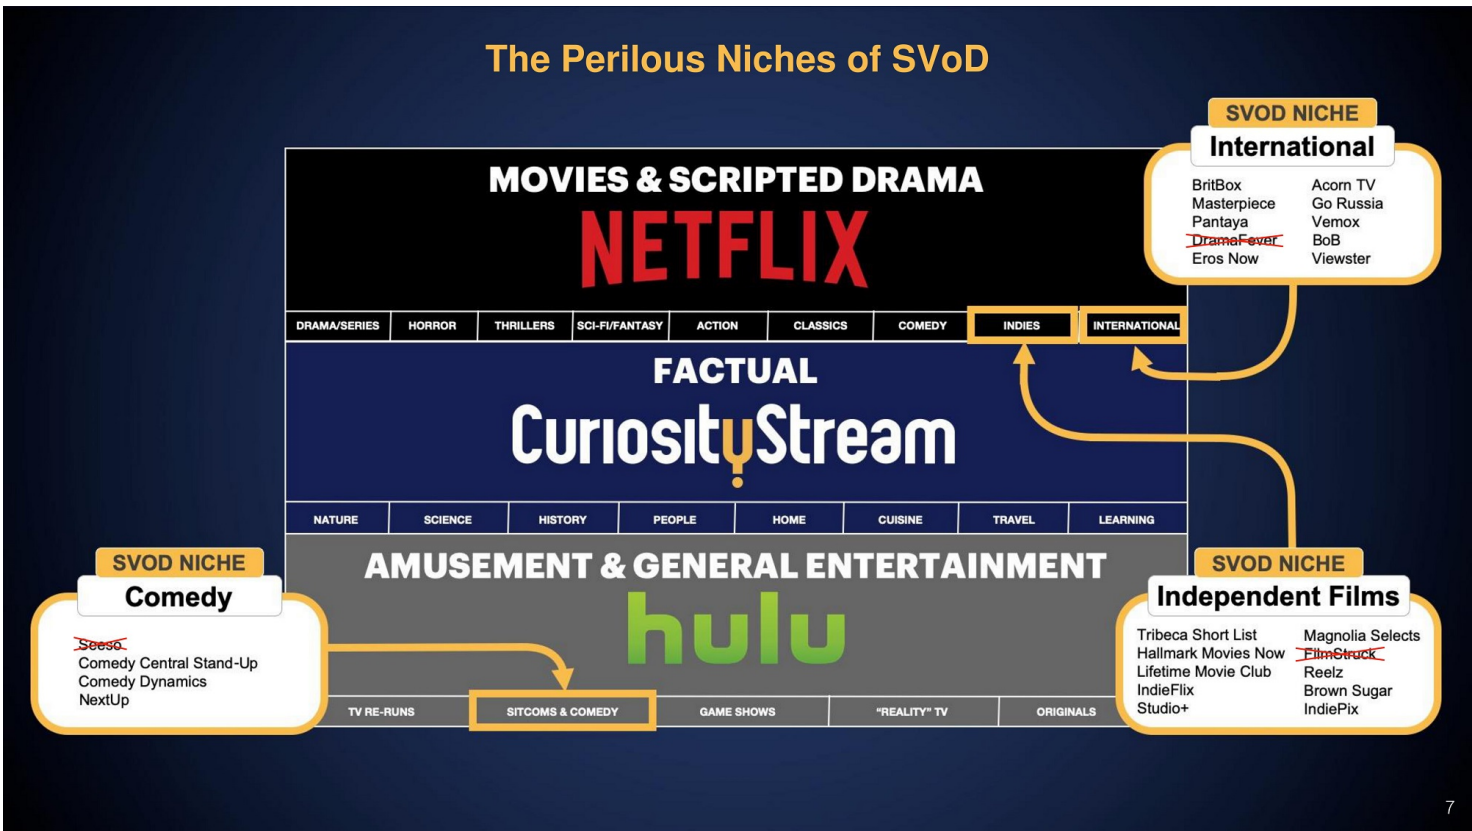 The Perilous Niches of SVoD
SVOD NICHE
International
BritBox
Masterpiece
Pantaya
DramaFever
Eros Now
Acorn TV
Go Russia
Vemox
BoB
Viewster
MOVIES & SCRIPTED DRAMA
NETFLIX
DRAMA/SERIES
HORROR
THRILLERS
SCI-FI/FANTASY
ACTION
CLASSICS
COMEDY
INDIES
INTERNATIONAL
FACTUAL
CuriosityStream
NATURE
SCIENCE
HISTORY
PEOPLE
HOME
CUISINE
TRAVEL
LEARNING
AMUSEMENT & GENERAL ENTERTAINMENT
hulu
TV RE-RUNS
SITCOMS & COMEDY
GAME SHOWS
“REALITY” TV
ORIGINALS
SVOD NICHE
Comedy
Seeso
Comedy Central Stand-Up
Comedy Dynamics
NextUp
SVOD NICHE
Independent Films
Tribeca Short List
Hallmark Movies Now
Lifetime Movie Club
IndieFlix
Studio+
Magnolia Selects
FilmStruck
Reelz
Brown Sugar
IndiePix
7